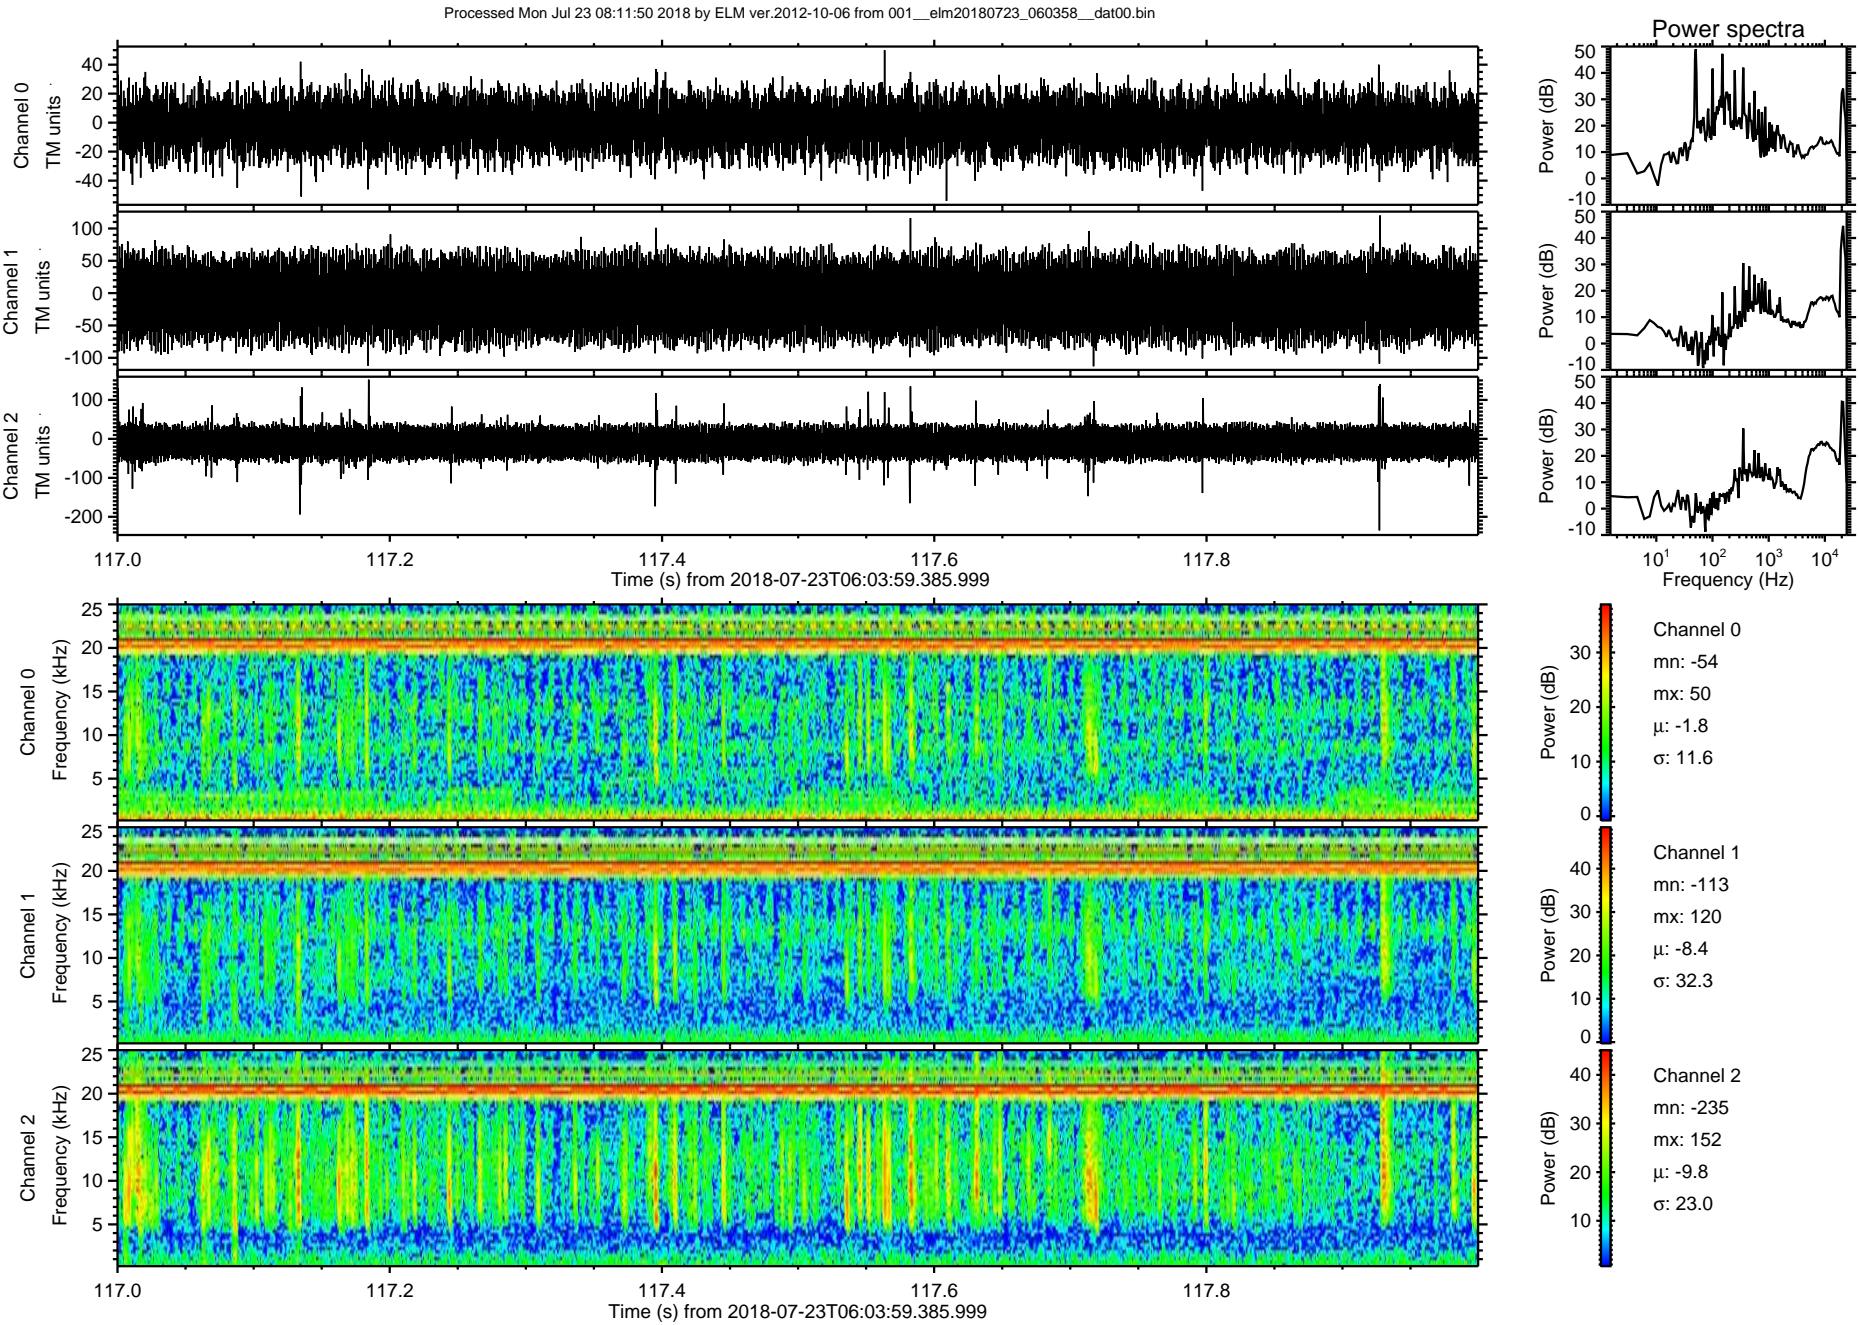 Processed Mon Jul 23 08:11:50 2018 by ELM ver.2012-10-06 from 001__elm20180723_060358__dat00.bin
Power spectra
Channel 0
TM units
40
20
0
-20
-40
Power (dB)
50
40
30
20
10
0
-10
Channel 1
TM units
100
50
0
-50
-100
Power (dB)
50
40
30
20
10
0
-10
Channel 2
TM units
100
0
-100
-200
Power (dB)
50
40
30
20
10
0
-10
117.0 117.2 117.4 117.6 117.8
Time (s) from 2018-07-23T06:03:59.385.999
10^1 10^2 10^3 10^4
Frequency (Hz)
Channel 0
Frequency (kHz)
25
20
15
10
5
Power (dB)
30
20
10
0
Channel 0
mn: -54
mx: 50
μ: -1.8
σ: 11.6
Channel 1
Frequency (kHz)
25
20
15
10
5
Power (dB)
40
30
20
10
0
Channel 1
mn: -113
mx: 120
μ: -8.4
σ: 32.3
Channel 2
Frequency (kHz)
25
20
15
10
5
Power (dB)
40
30
20
10
Channel 2
mn: -235
mx: 152
μ: -9.8
σ: 23.0
117.0 117.2 117.4 117.6 117.8
Time (s) from 2018-07-23T06:03:59.385.999